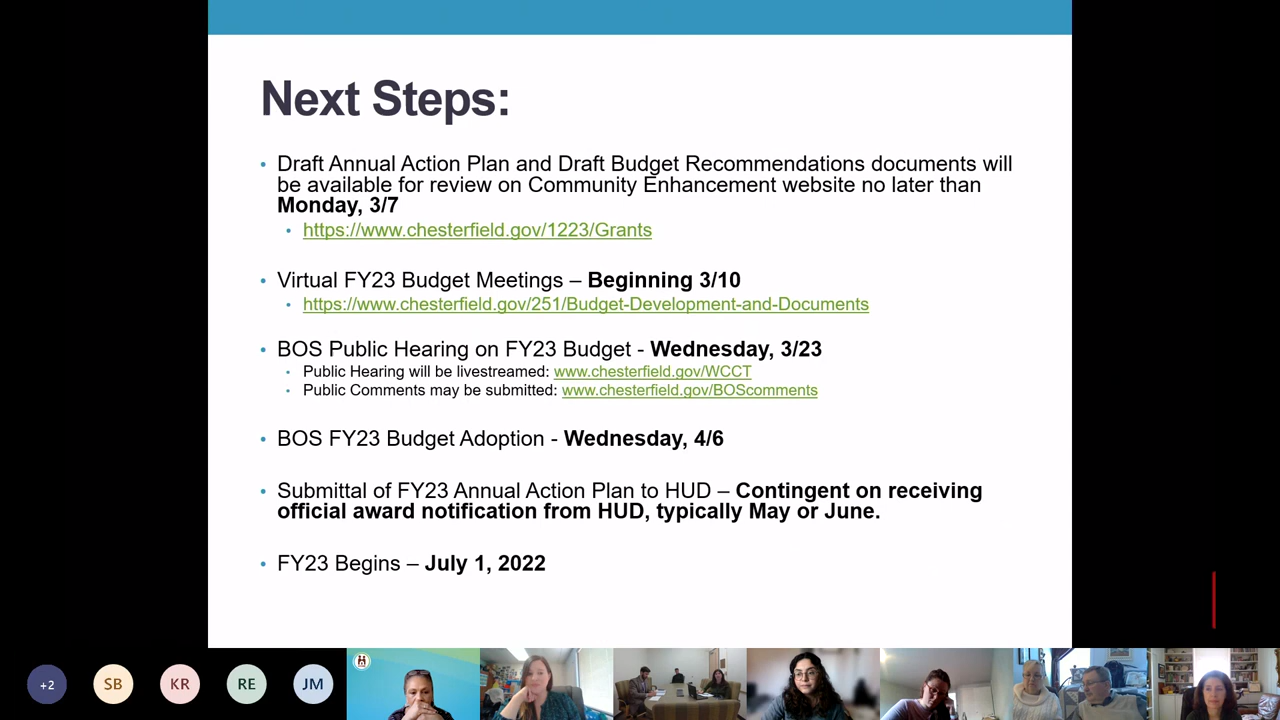 Next Steps:
• Draft Annual Action Plan and Draft Budget Recommendations documents will
be available for review on Community Enhancement website no later than
Monday, 3/7
• https://www.chesterfield.gov/1223/Grants
• Virtual FY23 Budget Meetings – Beginning 3/10
• https://www.chesterfield.gov/251/Budget-Development-and-Documents
• BOS Public Hearing on FY23 Budget - Wednesday, 3/23
• Public Hearing will be livestreamed: www.chesterfield.gov/WCCT
• Public Comments may be submitted: www.chesterfield.gov/BOScomments
• BOS FY23 Budget Adoption - Wednesday, 4/6
• Submittal of FY23 Annual Action Plan to HUD – Contingent on receiving
official award notification from HUD, typically May or June.
• FY23 Begins – July 1, 2022
+2 SB KR RE JM